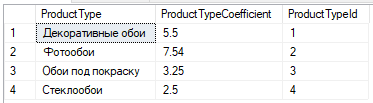 ProductType ProductTypeCoefficient ProductTypeId
1 Декоративные обои 5.5 1
2 Фотообои 7.54 2
3 Обои под покраску 3.25 3
4 Стеклообои 2.5 4